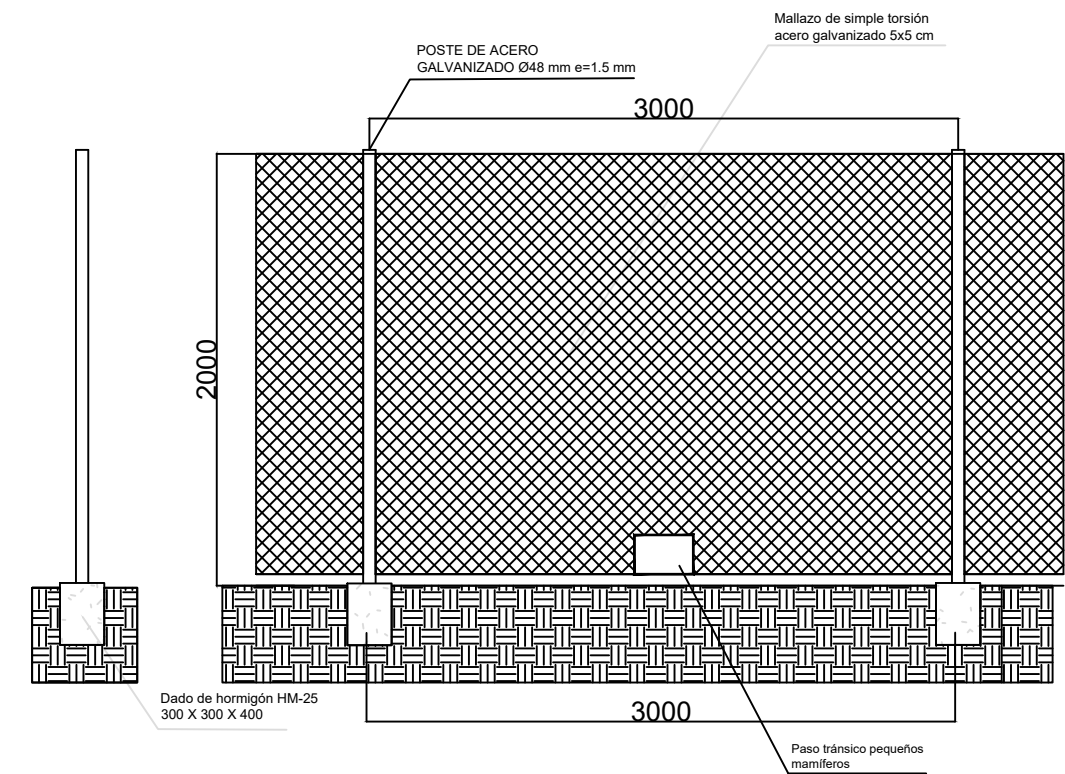 Mallazo de simple torsión
acero galvanizado 5x5 cm
POSTE DE ACERO
GALVANIZADO Ø48 mm e=1.5 mm
3000
2000
Dado de hormigón HM-25
300 X 300 X 400
3000
Paso tránsico pequeños
mamíferos